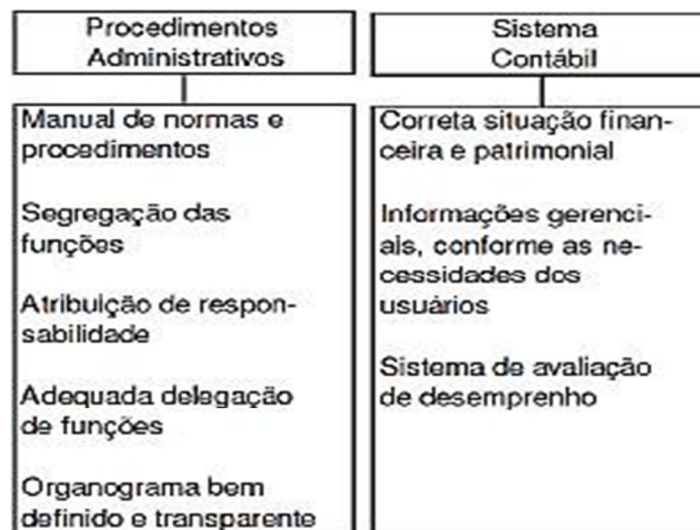 Procedimentos
Administrativos
Manual de normas e
procedimentos
Segregação das
funções
Atribuição de respon-
sabilidade
Adequada delegação
de funções
Organograma bem
definido e transparente
Sistema
Contábil
Correta situação finan-
ceira e patrimonial
Informações gerenci-
ais, conforme as ne-
cessidades dos
usuários
Sistema de avaliação
de desemprenho